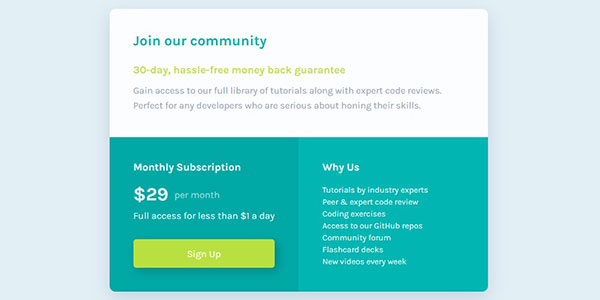 Join our community
30-day, hassle-free money back guarantee
Gain access to our full library of tutorials along with expert code reviews.
Perfect for any developers who are serious about honing their skills.
Monthly Subscription
$29 per month
Full access for less than $1 a day
Sign Up
Why Us
Tutorials by industry experts
Peer & expert code review
Coding exercises
Access to our GitHub repos
Community forum
Flashcard decks
New videos every week